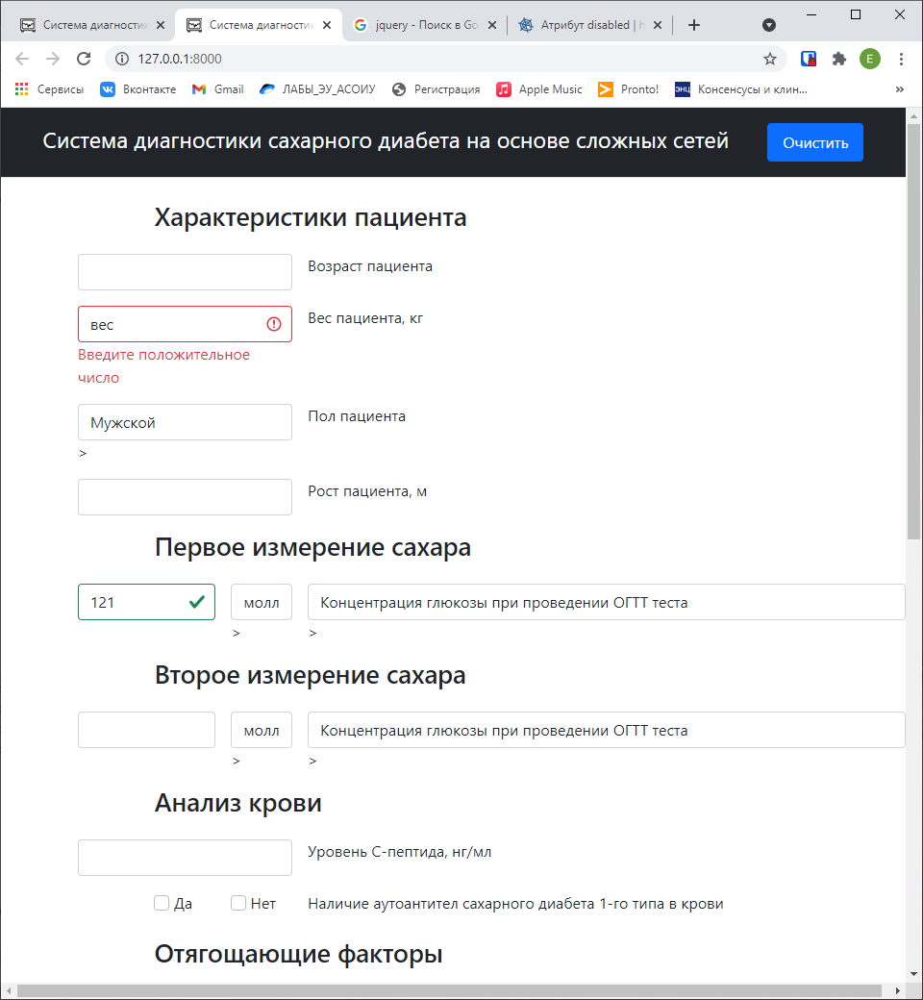 Система диагностик
Система диагностик
jquery - Поиск в Go
Атрибут disabled | h
127.0.0.1:8000
E
Сервисы
Вконтакте
Gmail
ЛАБЫ_ЭУ_АСОИУ
Регистрация
Apple Music
Pronto!
ЭНЦ
Консенсусы и клин...
»
Система диагностики сахарного диабета на основе сложных сетей
Очистить
Характеристики пациента
Возраст пациента
вес
Вес пациента, кг
Введите положительное
число
Мужской
Пол пациента
>
Рост пациента, м
Первое измерение сахара
121
молл
Концентрация глюкозы при проведении ОГТТ теста
>
>
Второе измерение сахара
молл
Концентрация глюкозы при проведении ОГТТ теста
>
>
Анализ крови
Уровень С-пептида, нг/мл
Да
Нет
Наличие аутоантител сахарного диабета 1-го типа в крови
Отягощающие факторы